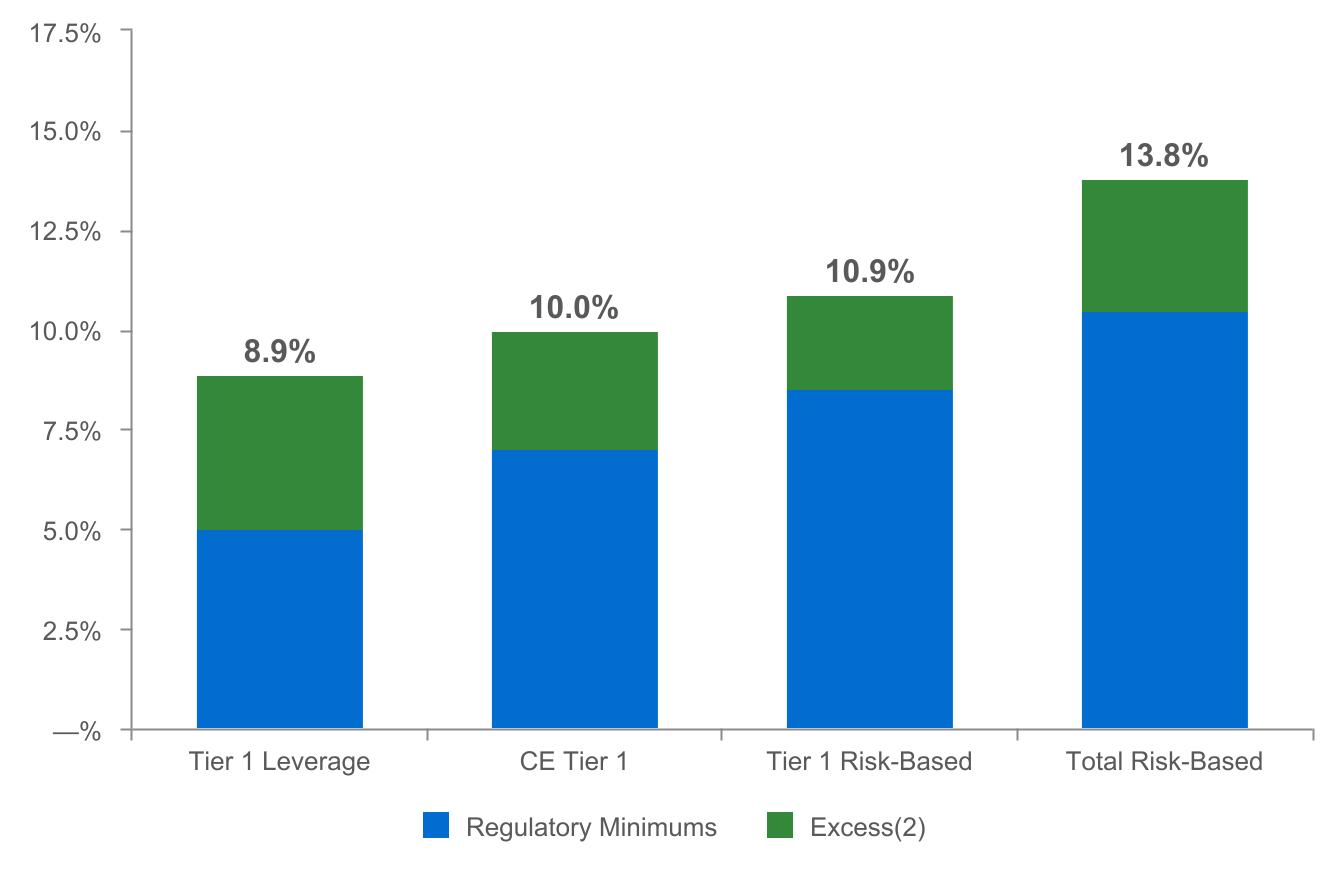 17.5%
15.0%
12.5%
10.0%
7.5%
5.0%
2.5%
—%
8.9%
10.0%
10.9%
13.8%
Tier 1 Leverage
CE Tier 1
Tier 1 Risk-Based
Total Risk-Based
Regulatory Minimums
Excess(2)